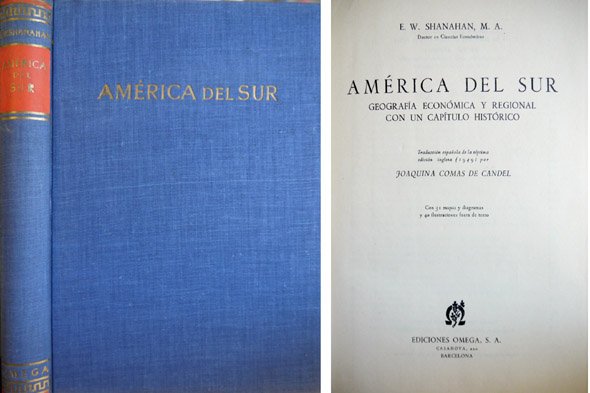 E. W. SHANAHAN
AMÉRICA
DEL
SUR
OMEGA
AMÉRICA DEL SUR
E. W. SHANAHAN, M. A.
Doctor en Ciencias Económicas
AMÉRICA DEL SUR
GEOGRAFÍA ECONÓMICA Y REGIONAL
CON UN CAPÍTULO HISTÓRICO
Traducción española de la séptima
edición inglesa (1949) por
JOAQUINA COMAS DE CANDEL
Con 51 mapas y diagramas
y 40 ilustraciones fuera de texto
EDICIONES OMEGA, S. A.
CASANOVA, 220
BARCELONA